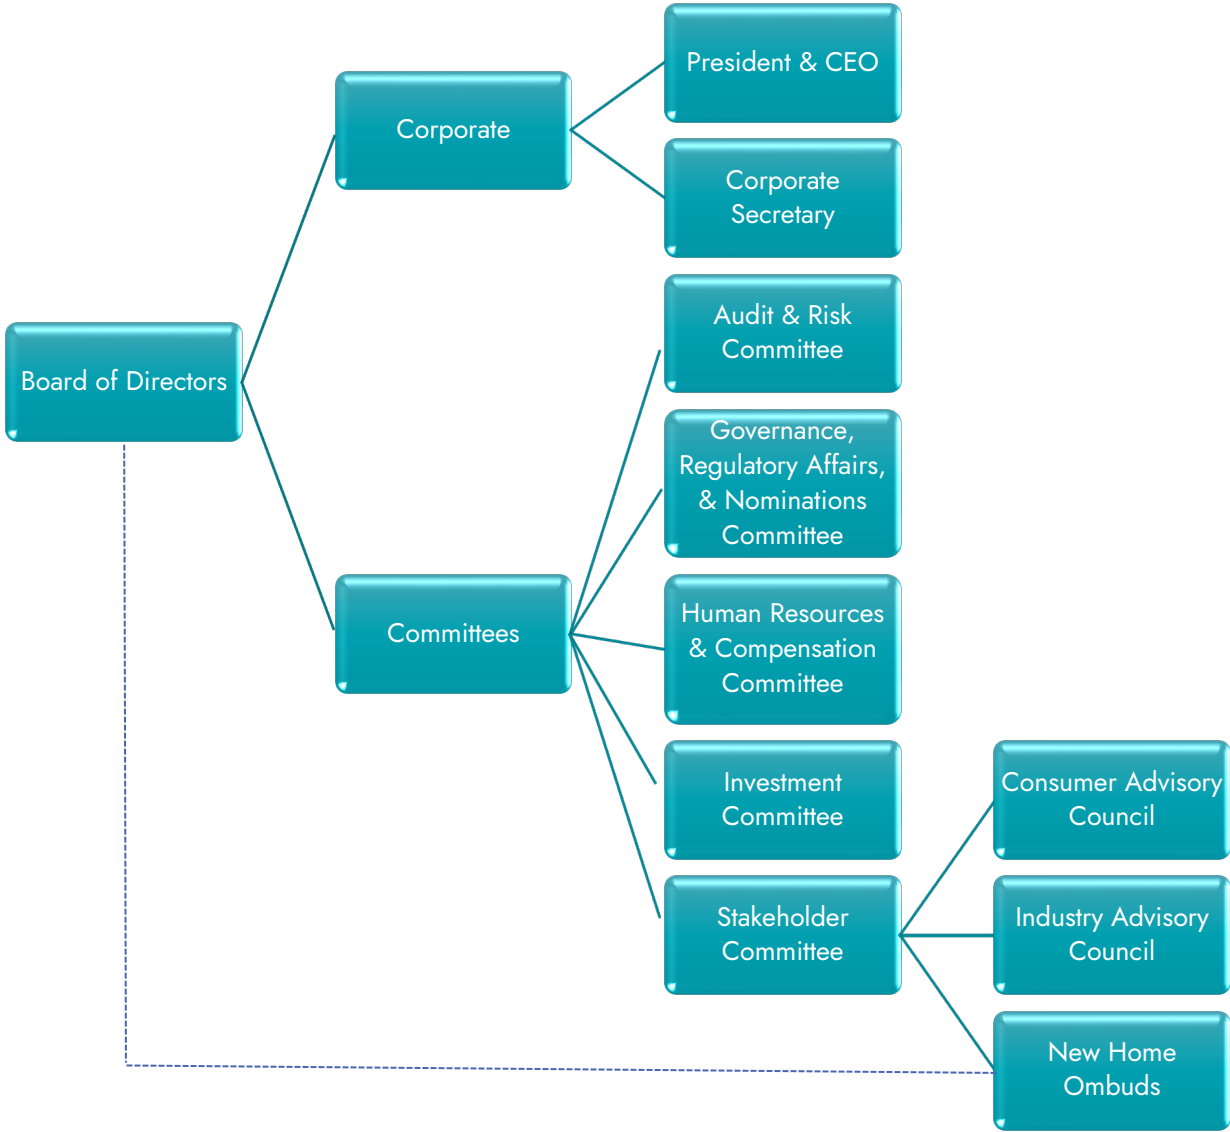 Board of Directors
Corporate
President & CEO
Corporate
Secretary
Committees
Audit & Risk
Committee
Governance,
Regulatory Affairs,
& Nominations
Committee
Human Resources
& Compensation
Committee
Investment
Committee
Stakeholder
Committee
Consumer Advisory
Council
Industry Advisory
Council
New Home
Ombuds